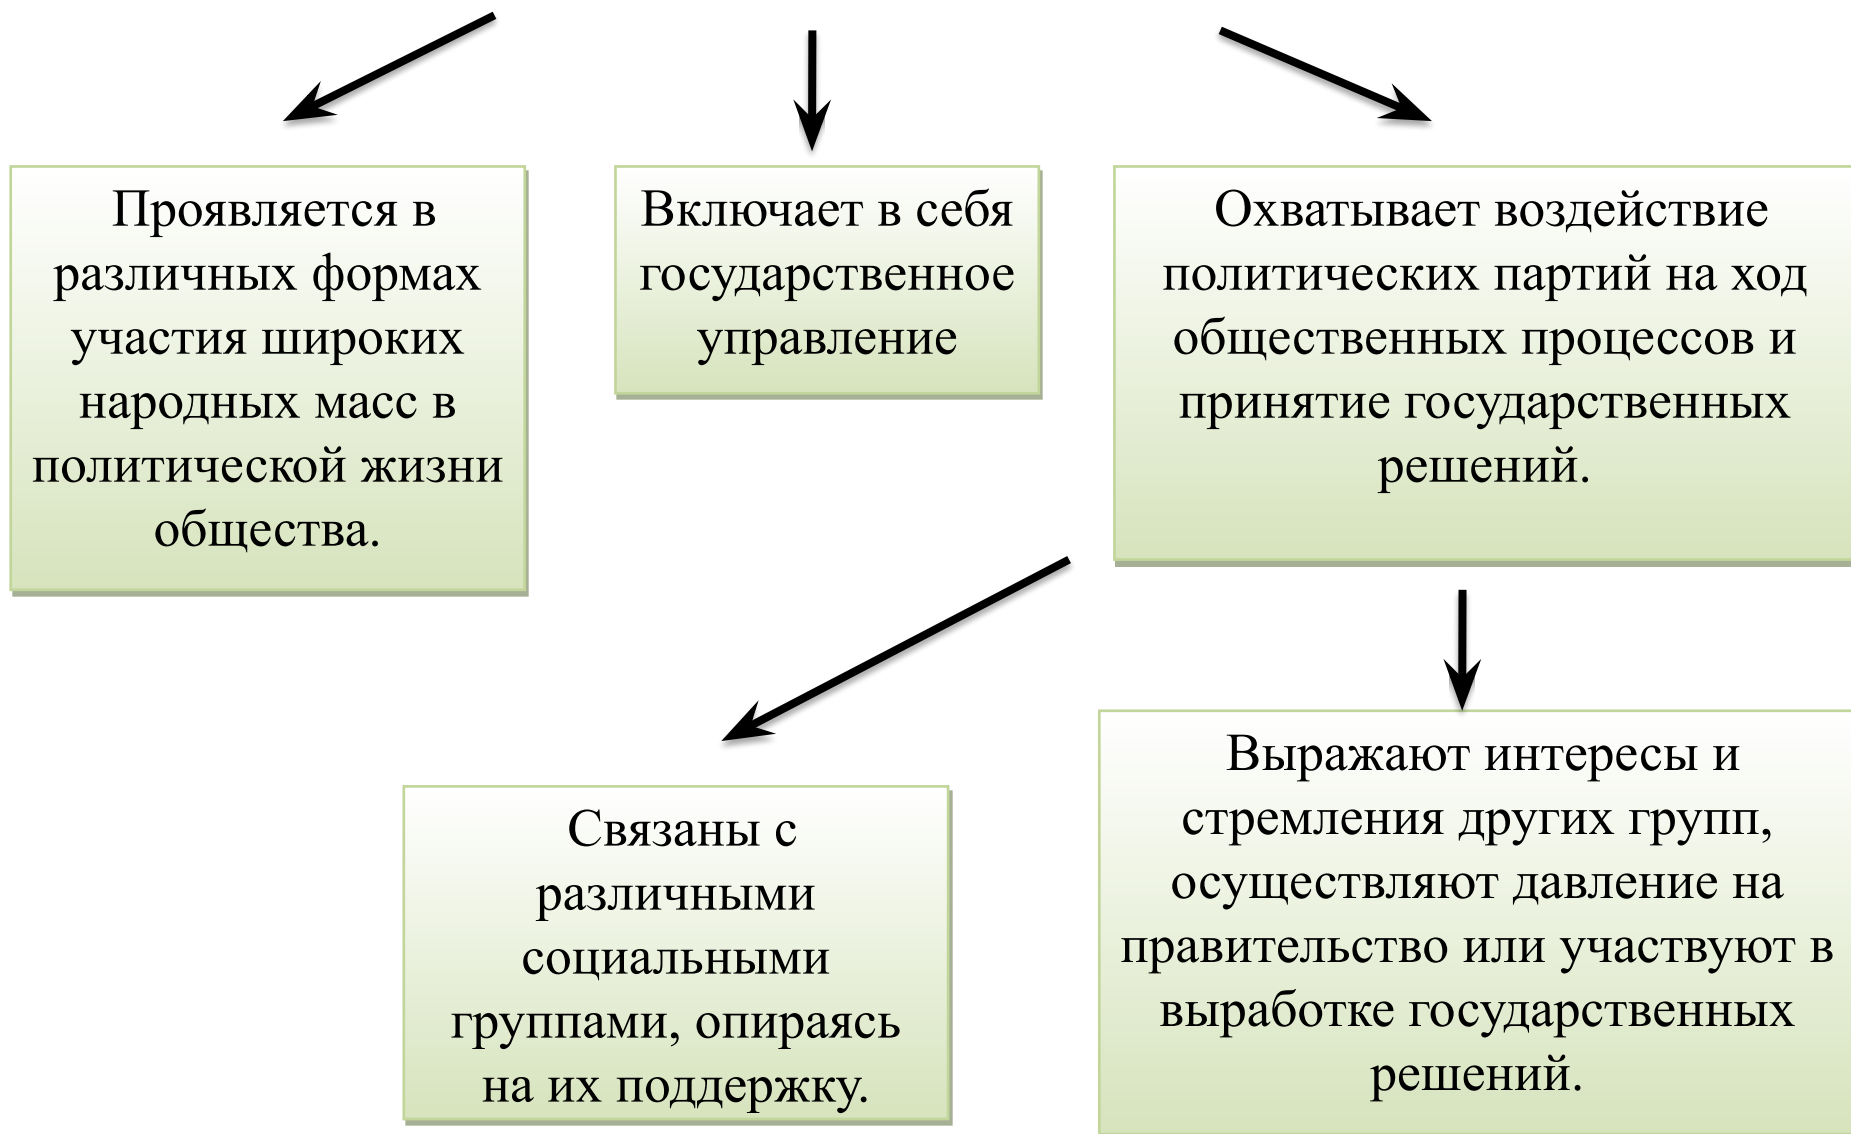 Проявляется в
различных формах
участия широких
народных масс в
политической жизни
общества.
Включает в себя
государственное
управление
Охватывает воздействие
политических партий на ход
общественных процессов и
принятие государственных
решений.
Связаны с
различными
социальными
группами, опираясь
на их поддержку.
Выражают интересы и
стремления других групп,
осуществляют давление на
правительство или участвуют в
выработке государственных
решений.